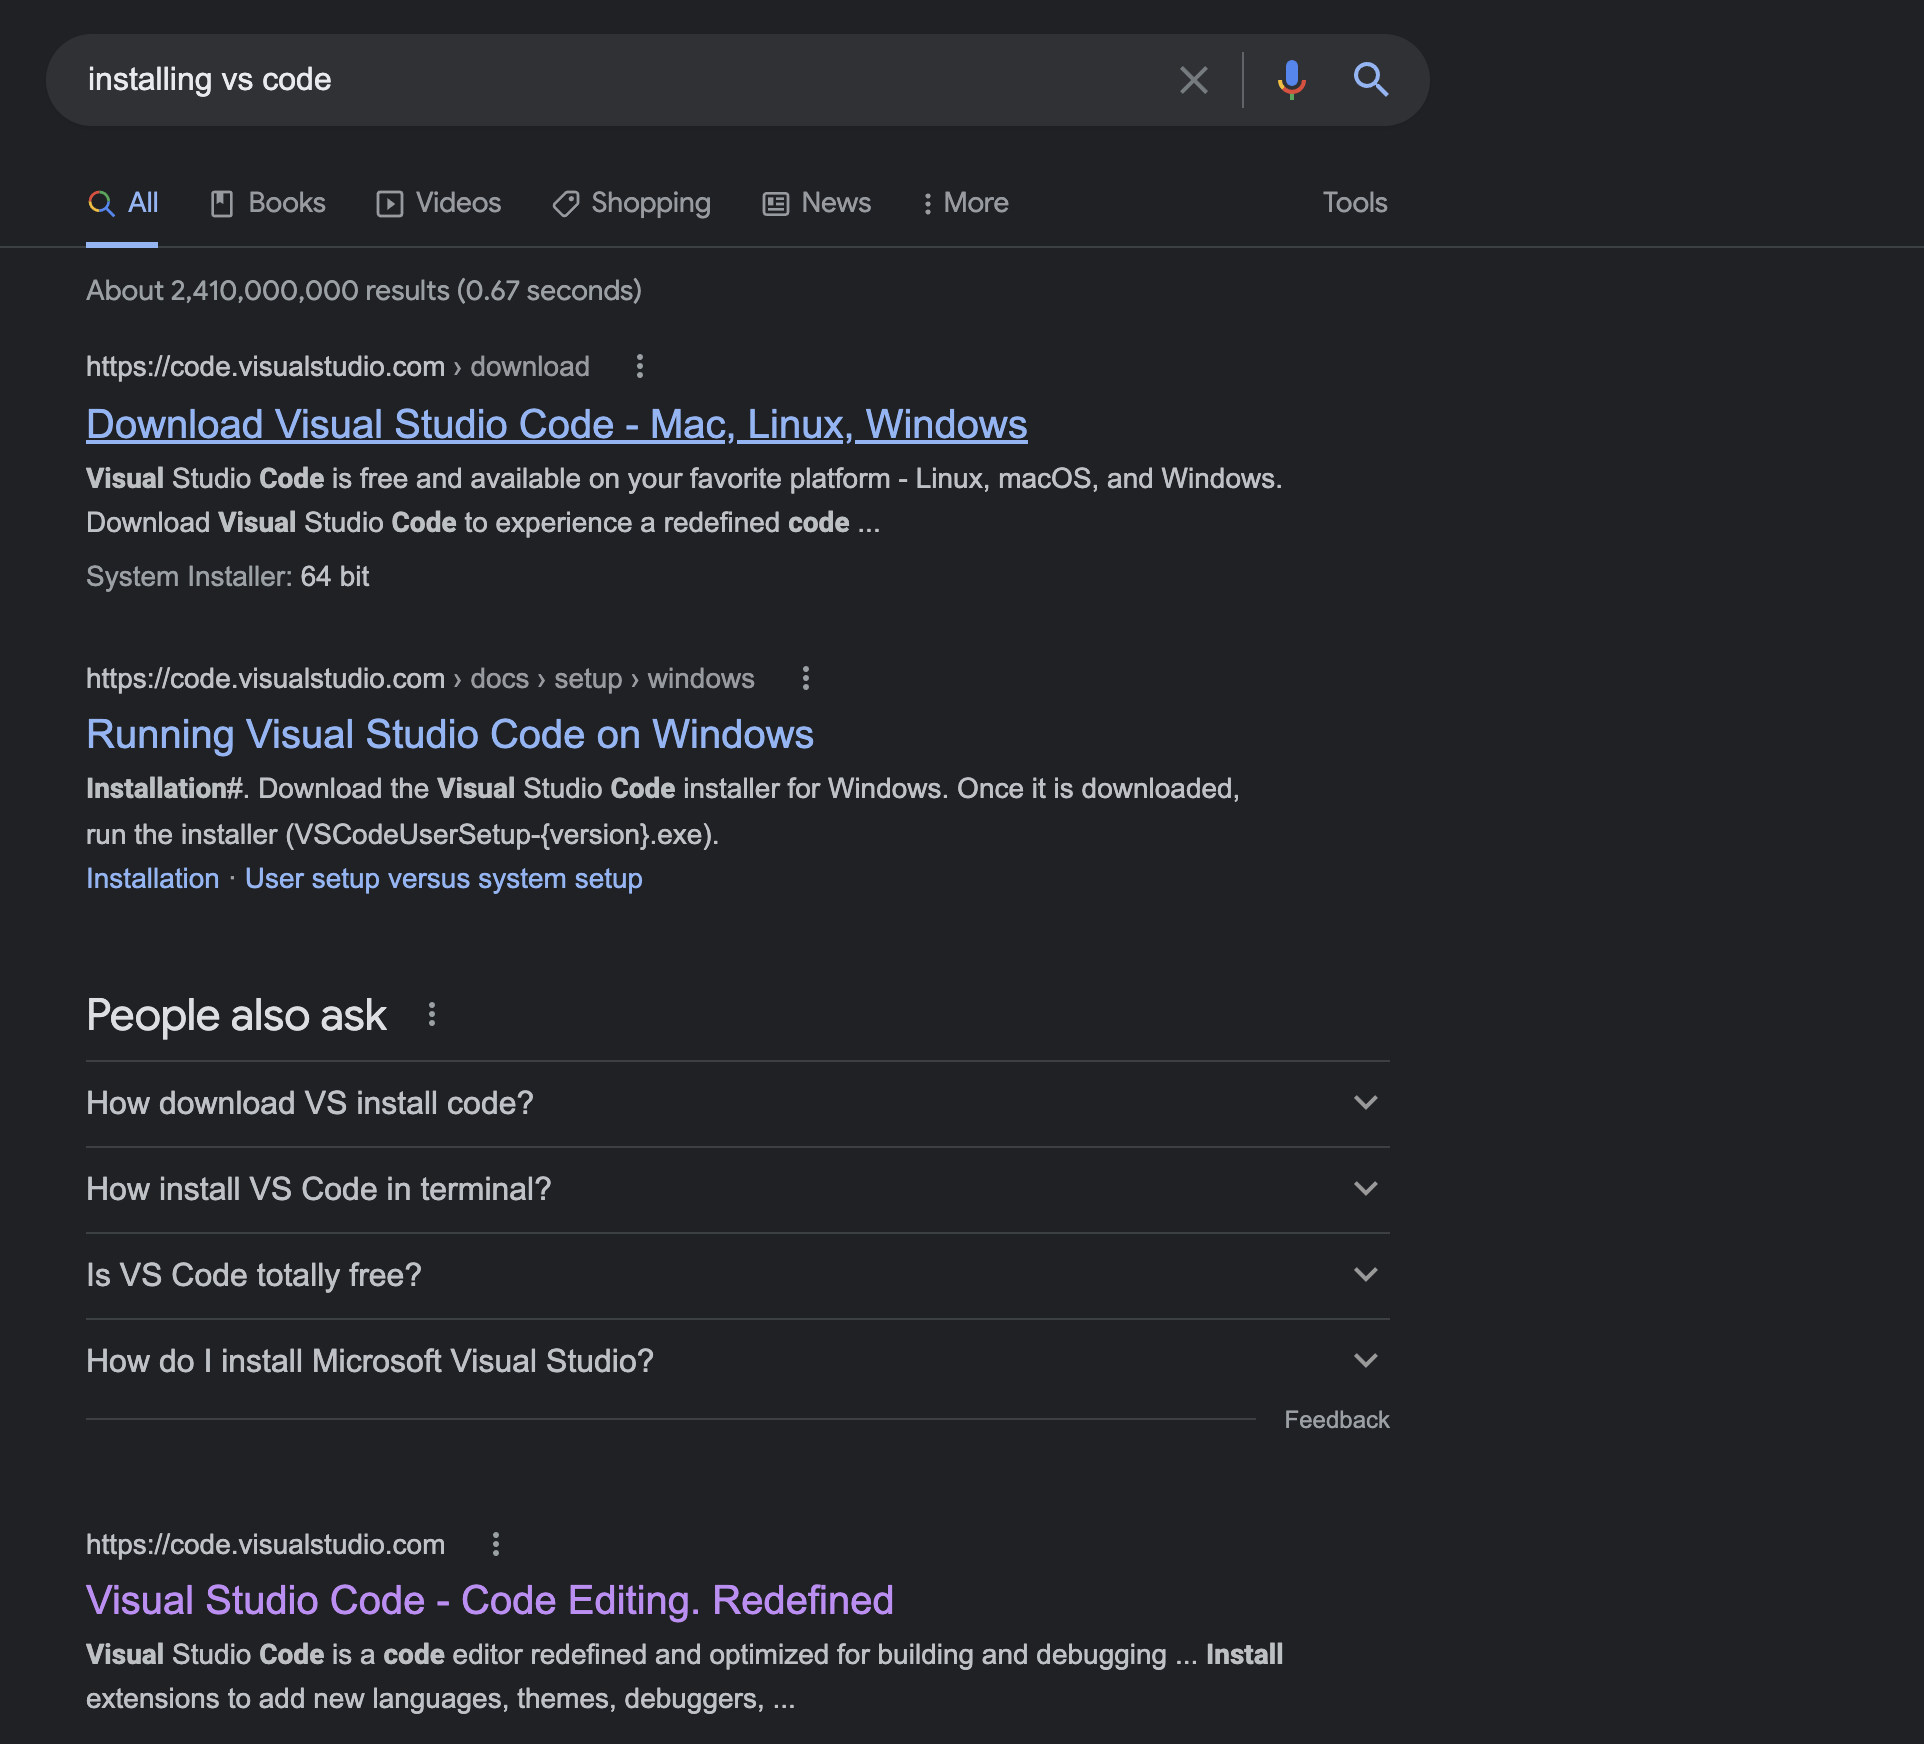 installing vs code
All Books Videos Shopping News More Tools
About 2,410,000,000 results (0.67 seconds)
https://code.visualstudio.com › download
Download Visual Studio Code - Mac, Linux, Windows
Visual Studio Code is free and available on your favorite platform - Linux, macOS, and Windows.
Download Visual Studio Code to experience a redefined code ...
System Installer: 64 bit
https://code.visualstudio.com › docs › setup › windows
Running Visual Studio Code on Windows
Installation#. Download the Visual Studio Code installer for Windows. Once it is downloaded,
run the installer (VSCodeUserSetup-{version}.exe).
Installation · User setup versus system setup
People also ask
How download VS install code?
How install VS Code in terminal?
Is VS Code totally free?
How do I install Microsoft Visual Studio?
Feedback
https://code.visualstudio.com
Visual Studio Code - Code Editing. Redefined
Visual Studio Code is a code editor redefined and optimized for building and debugging ... Install
extensions to add new languages, themes, debuggers, ...